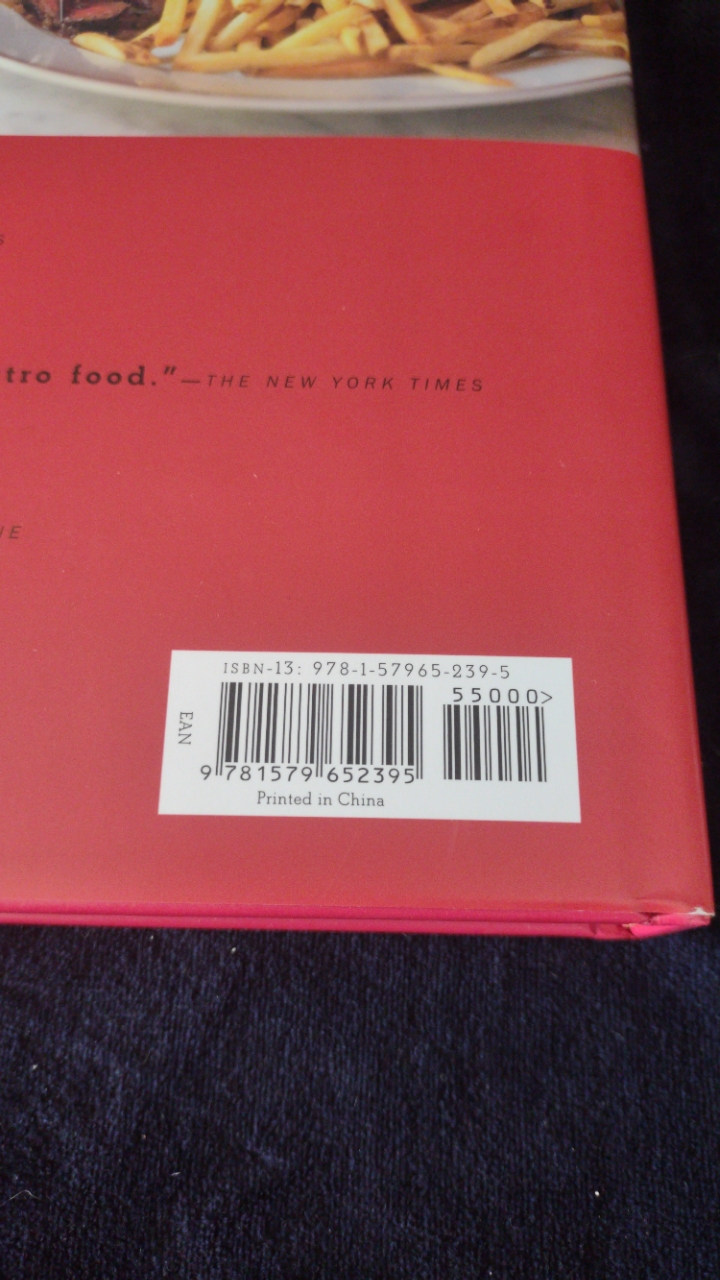 S
tro food."—THE NEW YORK TIMES
NE
ISBN-13: 978-1-57965-239-5
55000>
EAN
9 781579 652395
Printed in China